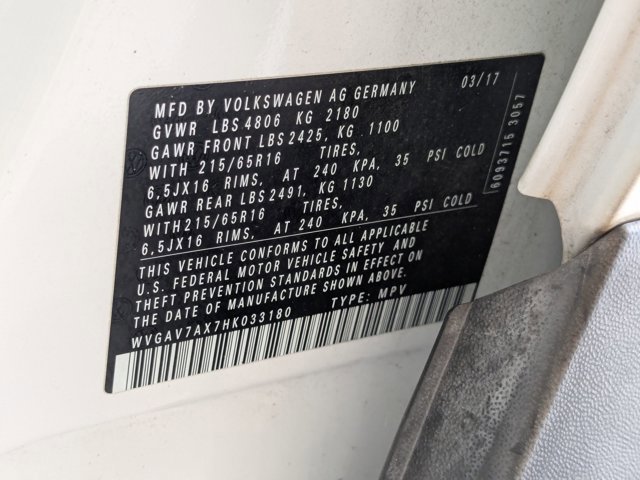 MFD BY VOLKSWAGEN AG GERMANY 03/17
GVWR LBS 4806 KG 2180
GAWR FRONT LBS 2425, KG 1100
WITH 215/65R16 TIRES,
6,5JX16 RIMS, AT 240 KPA, 35 PSI COLD
GAWR REAR LBS 2491, KG 1130
WITH 215/65R16 TIRES,
6,5JX16 RIMS, AT 240 KPA, 35 PSI COLD
THIS VEHICLE CONFORMS TO ALL APPLICABLE
U.S. FEDERAL MOTOR VEHICLE SAFETY AND
THEFT PREVENTION STANDARDS IN EFFECT ON
THE DATE OF MANUFACTURE SHOWN ABOVE.
WVGAV7AX7HK033180 TYPE: MPV
6093715 3057